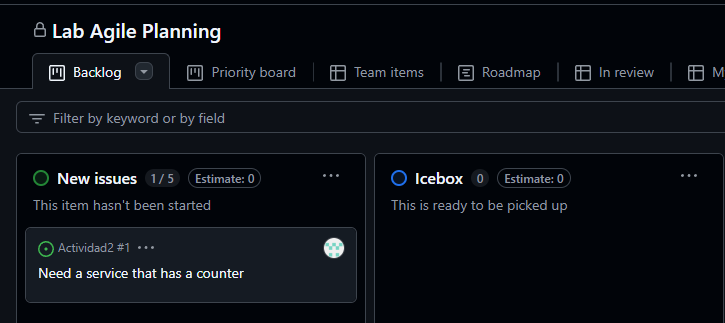 Lab Agile Planning
Backlog Priority board Team items Roadmap In review M
Filter by keyword or by field
New issues 1 / 5 Estimate: 0 ...
This item hasn't been started
Actividad2 #1 ...
Need a service that has a counter
Icebox 0 Estimate: 0 ...
This is ready to be picked up